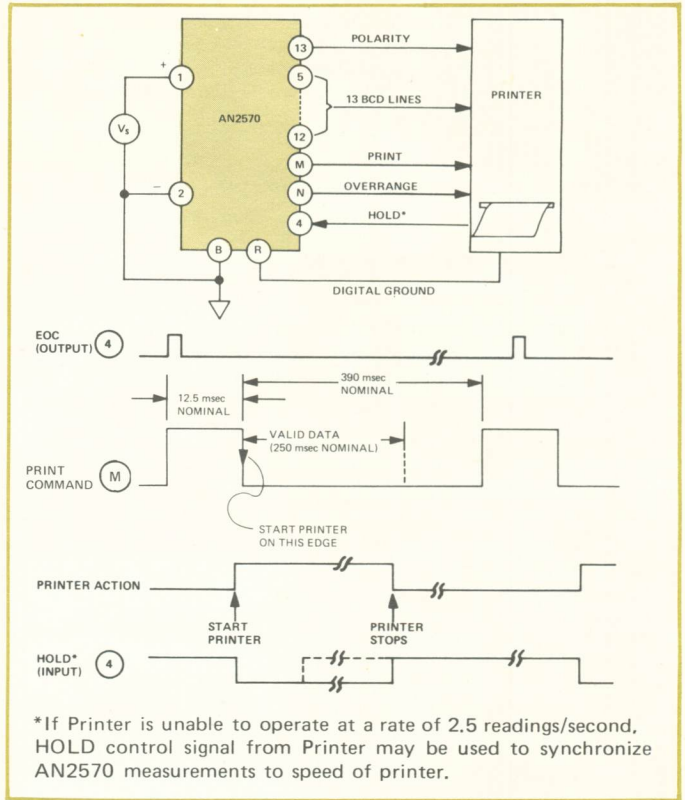 POLARITY
13
+
1
5
13 BCD LINES
PRINTER
AN2570
Vs
12
M
PRINT
N
OVERRANGE
−
2
4
HOLD*
B
R
DIGITAL GROUND
EOC
(OUTPUT) 4
390 msec
NOMINAL
12.5 msec
NOMINAL
VALID DATA
(250 msec NOMINAL)
PRINT
COMMAND M
START PRINTER
ON THIS EDGE
PRINTER ACTION
START
PRINTER
PRINTER
STOPS
HOLD*
(INPUT) 4
*If Printer is unable to operate at a rate of 2.5 readings/second,
HOLD control signal from Printer may be used to synchronize
AN2570 measurements to speed of printer.